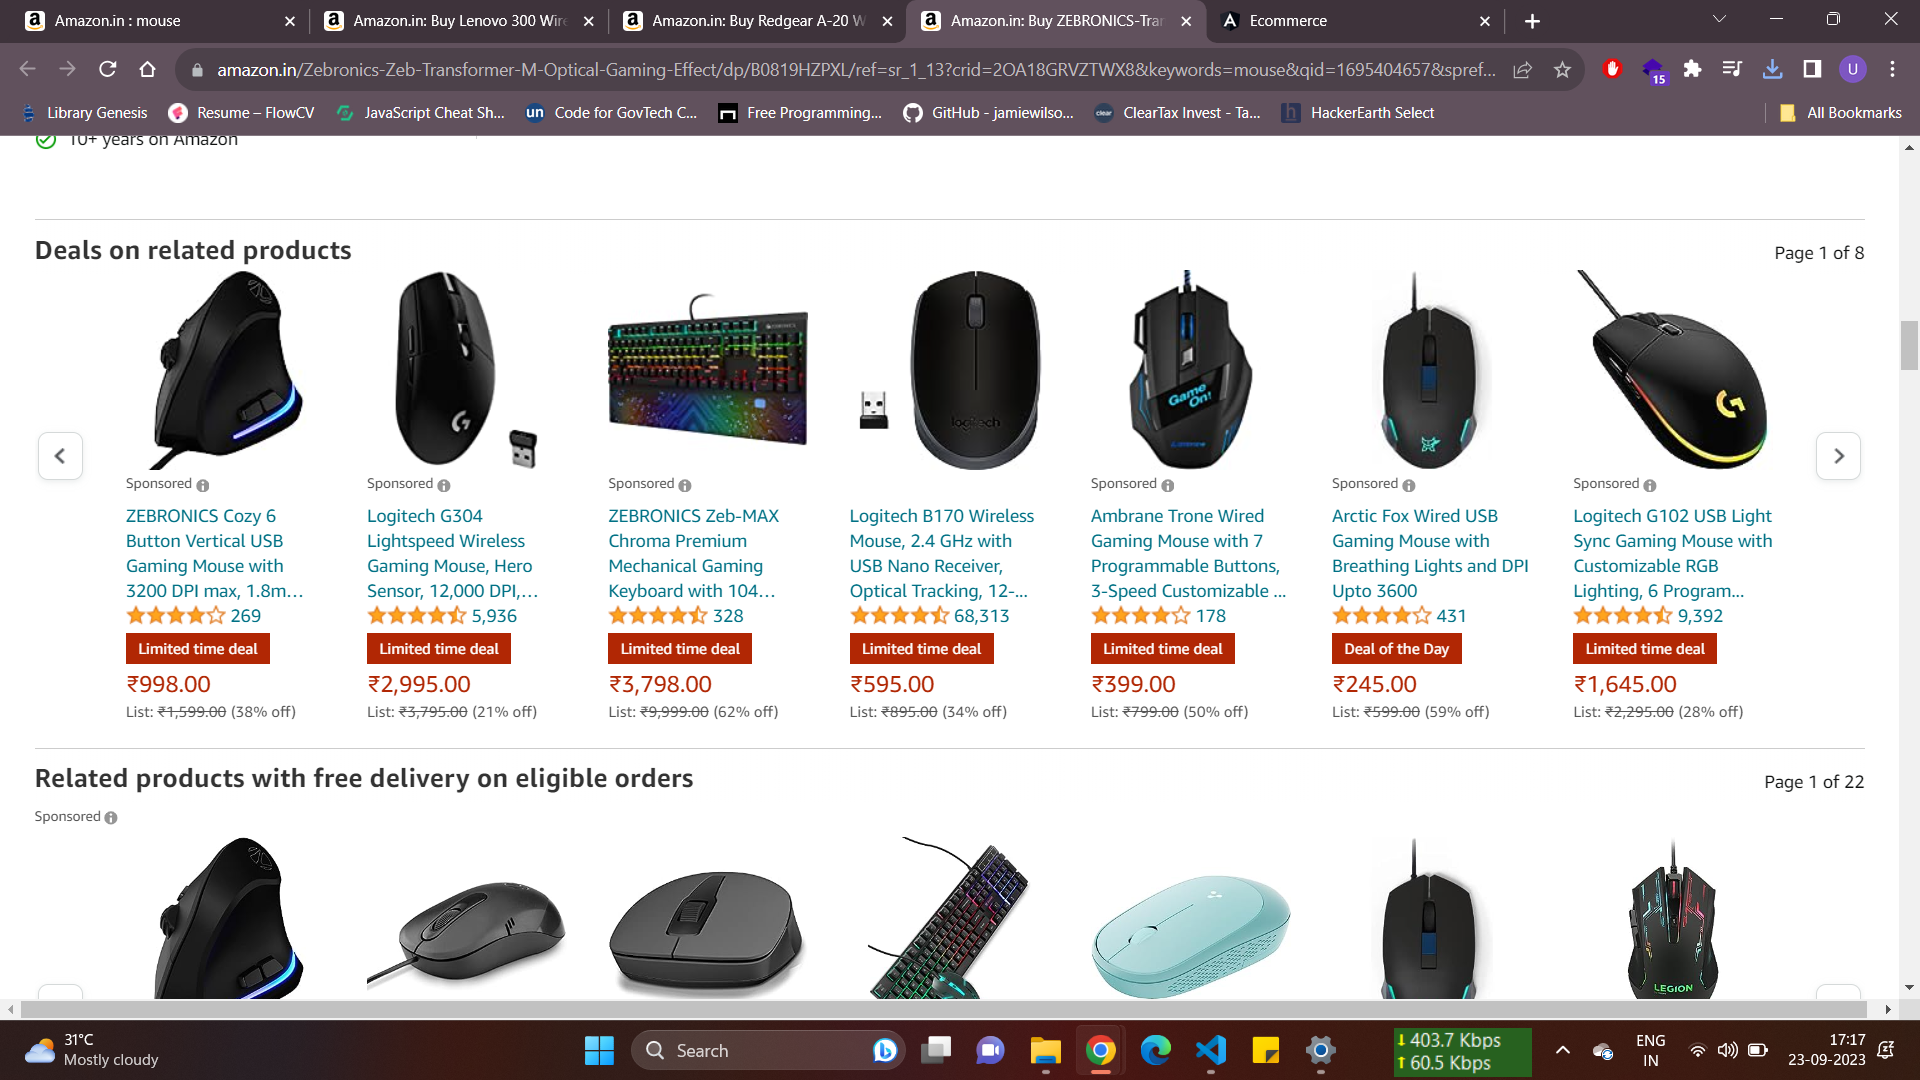 Amazon.in : mouse
Amazon.in: Buy Lenovo 300 Wire
Amazon.in: Buy Redgear A-20 W
Amazon.in: Buy ZEBRONICS-Tran
Ecommerce
amazon.in/Zebronics-Zeb-Transformer-M-Optical-Gaming-Effect/dp/B0819HZPXL/ref=sr_1_13?crid=2OA18GRVZTWX8&keywords=mouse&qid=1695404657&spref...
15
U
Library Genesis
Resume – FlowCV
JavaScript Cheat Sh...
un Code for GovTech C...
Free Programming...
GitHub - jamiewilso...
clear ClearTax Invest - Ta...
h HackerEarth Select
All Bookmarks
10+ years on Amazon
Deals on related products
Page 1 of 8
logitech
Game On!
Sponsored
ZEBRONICS Cozy 6
Button Vertical USB
Gaming Mouse with
3200 DPI max, 1.8m...
269
Limited time deal
₹998.00
List: ₹1,599.00 (38% off)
Sponsored
Logitech G304
Lightspeed Wireless
Gaming Mouse, Hero
Sensor, 12,000 DPI,...
5,936
Limited time deal
₹2,995.00
List: ₹3,795.00 (21% off)
Sponsored
ZEBRONICS Zeb-MAX
Chroma Premium
Mechanical Gaming
Keyboard with 104...
328
Limited time deal
₹3,798.00
List: ₹9,999.00 (62% off)
Sponsored
Logitech B170 Wireless
Mouse, 2.4 GHz with
USB Nano Receiver,
Optical Tracking, 12-...
68,313
Limited time deal
₹595.00
List: ₹895.00 (34% off)
Sponsored
Ambrane Trone Wired
Gaming Mouse with 7
Programmable Buttons,
3-Speed Customizable ...
178
Limited time deal
₹399.00
List: ₹799.00 (50% off)
Sponsored
Arctic Fox Wired USB
Gaming Mouse with
Breathing Lights and DPI
Upto 3600
431
Deal of the Day
₹245.00
List: ₹599.00 (59% off)
Sponsored
Logitech G102 USB Light
Sync Gaming Mouse with
Customizable RGB
Lighting, 6 Program...
9,392
Limited time deal
₹1,645.00
List: ₹2,295.00 (28% off)
Related products with free delivery on eligible orders
Page 1 of 22
Sponsored
LEGION
31°C
Mostly cloudy
Search
403.7 Kbps
60.5 Kbps
ENG
IN
17:17
23-09-2023